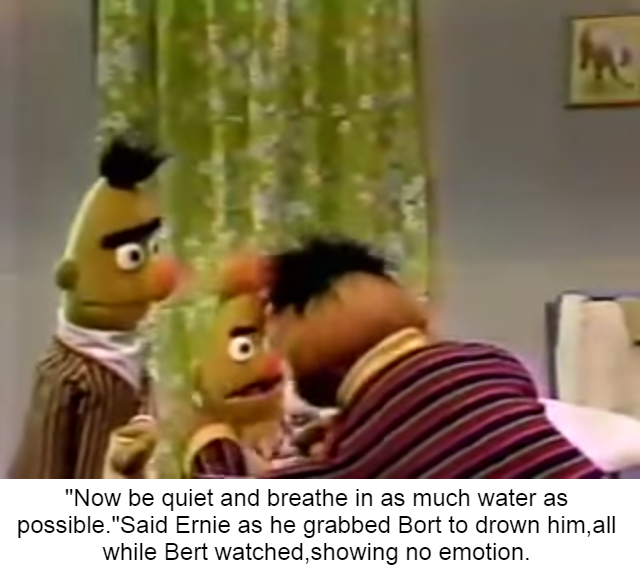 "Now be quiet and breathe in as much water as
possible."Said Ernie as he grabbed Bort to drown him,all
while Bert watched,showing no emotion.